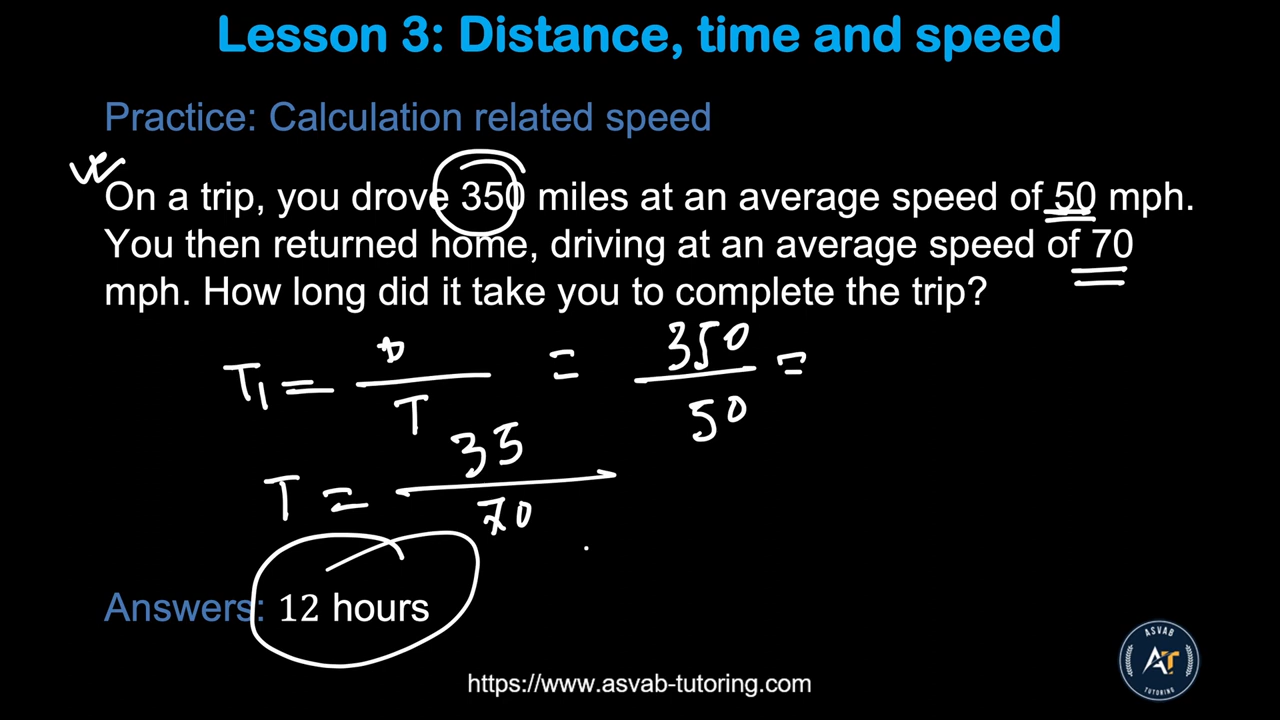 Lesson 3: Distance, time and speed
Practice: Calculation related speed
On a trip, you drove 350 miles at an average speed of 50 mph.
You then returned home, driving at an average speed of 70
mph. How long did it take you to complete the trip?
T1 = D / T = 350 / 50 =
T = 35 / 70
Answers: 12 hours
https://www.asvab-tutoring.com
ASVAB
AT
TUTORING